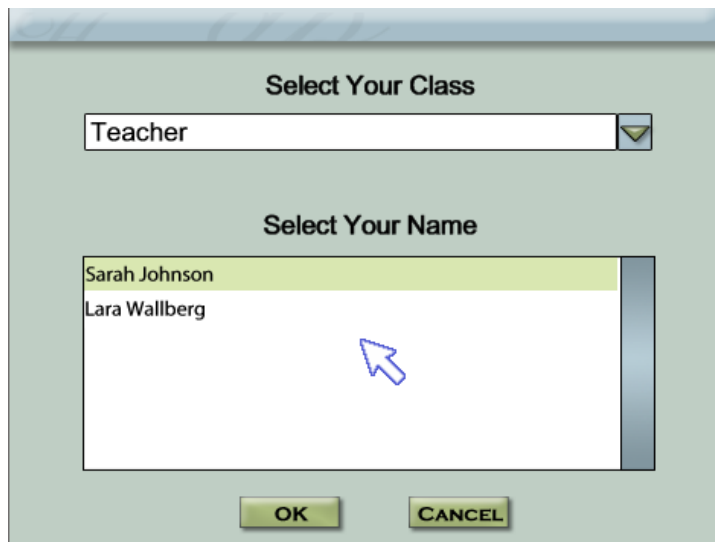 Select Your Class
Teacher
Select Your Name
Sarah Johnson
Lara Wallberg
OK CANCEL